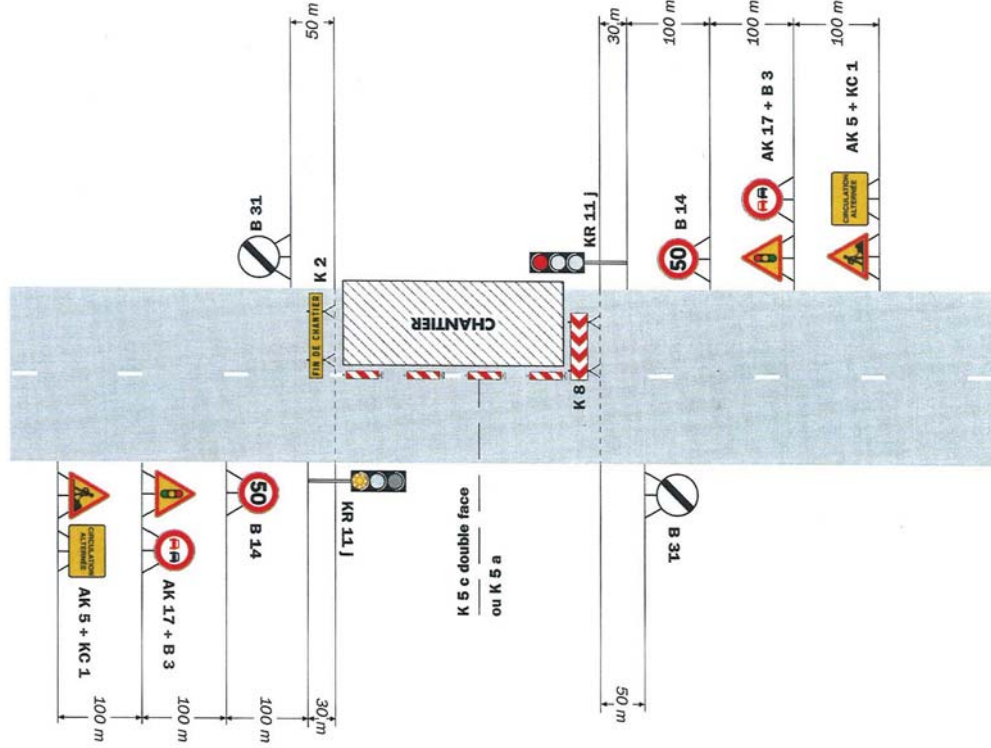 50 m
B 31
K 2
FIN DE CHANTIER
CHANTIER
KR 11 j
K 8
30 m
100 m
100 m
100 m
50
B 14
AK 17 + B 3
CIRCULATION
ALTERNÉE
AK 5 + KC 1
CIRCULATION
ALTERNÉE
AK 5 + KC 1
AK 17 + B 3
50
B 14
KR 11 j
K 5 c double face
ou K 5 a
B 31
100 m
100 m
100 m
30 m
50 m